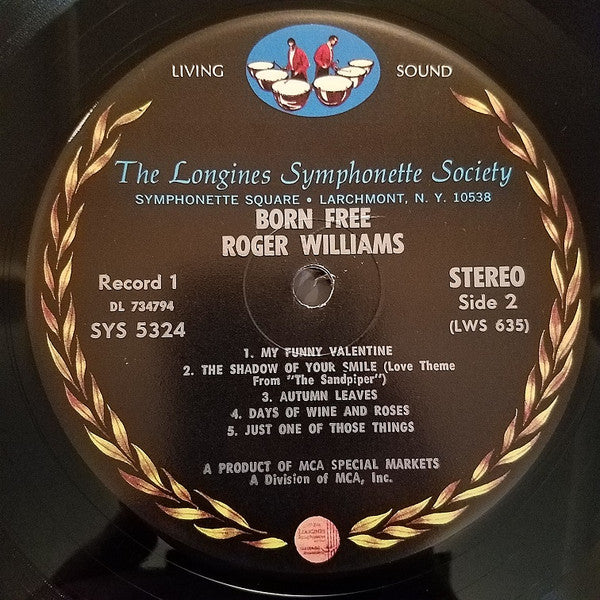 LIVING SOUND
The Longines Symphonette Society
SYMPHONETTE SQUARE • LARCHMONT, N. Y. 10538
BORN FREE
ROGER WILLIAMS
Record 1
DL 734794
SYS 5324
STEREO
Side 2
(LWS 635)
1. MY FUNNY VALENTINE
2. THE SHADOW OF YOUR SMILE (Love Theme
From "The Sandpiper")
3. AUTUMN LEAVES
4. DAYS OF WINE AND ROSES
5. JUST ONE OF THOSE THINGS
A PRODUCT OF MCA SPECIAL MARKETS
A Division of MCA, Inc.